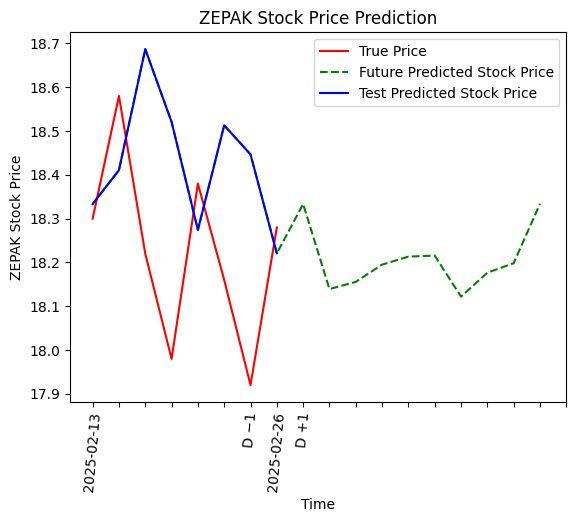 ZEPAK Stock Price Prediction
True Price
Future Predicted Stock Price
Test Predicted Stock Price
ZEPAK Stock Price
18.7
18.6
18.5
18.4
18.3
18.2
18.1
18.0
17.9
2025-02-13
D −1
2025-02-26
D +1
Time